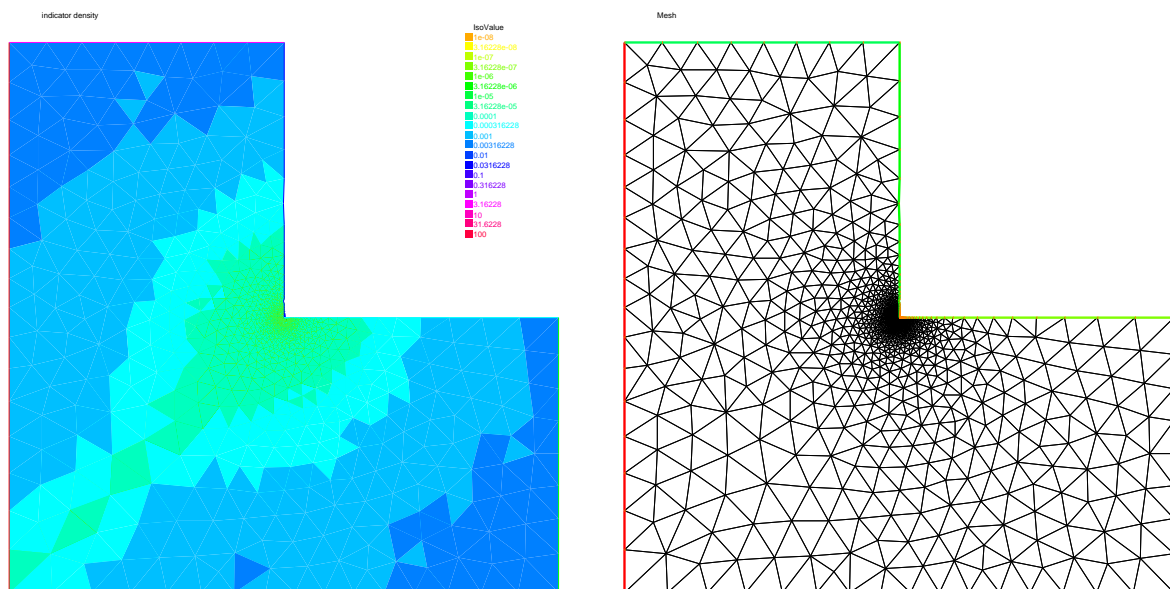 indicator density
IsoValue
1e-08
3.16228e-08
1e-07
3.16228e-07
1e-06
3.16228e-06
1e-05
3.16228e-05
0.0001
0.000316228
0.001
0.00316228
0.01
0.0316228
0.1
0.316228
1
3.16228
10
31.6228
100
Mesh